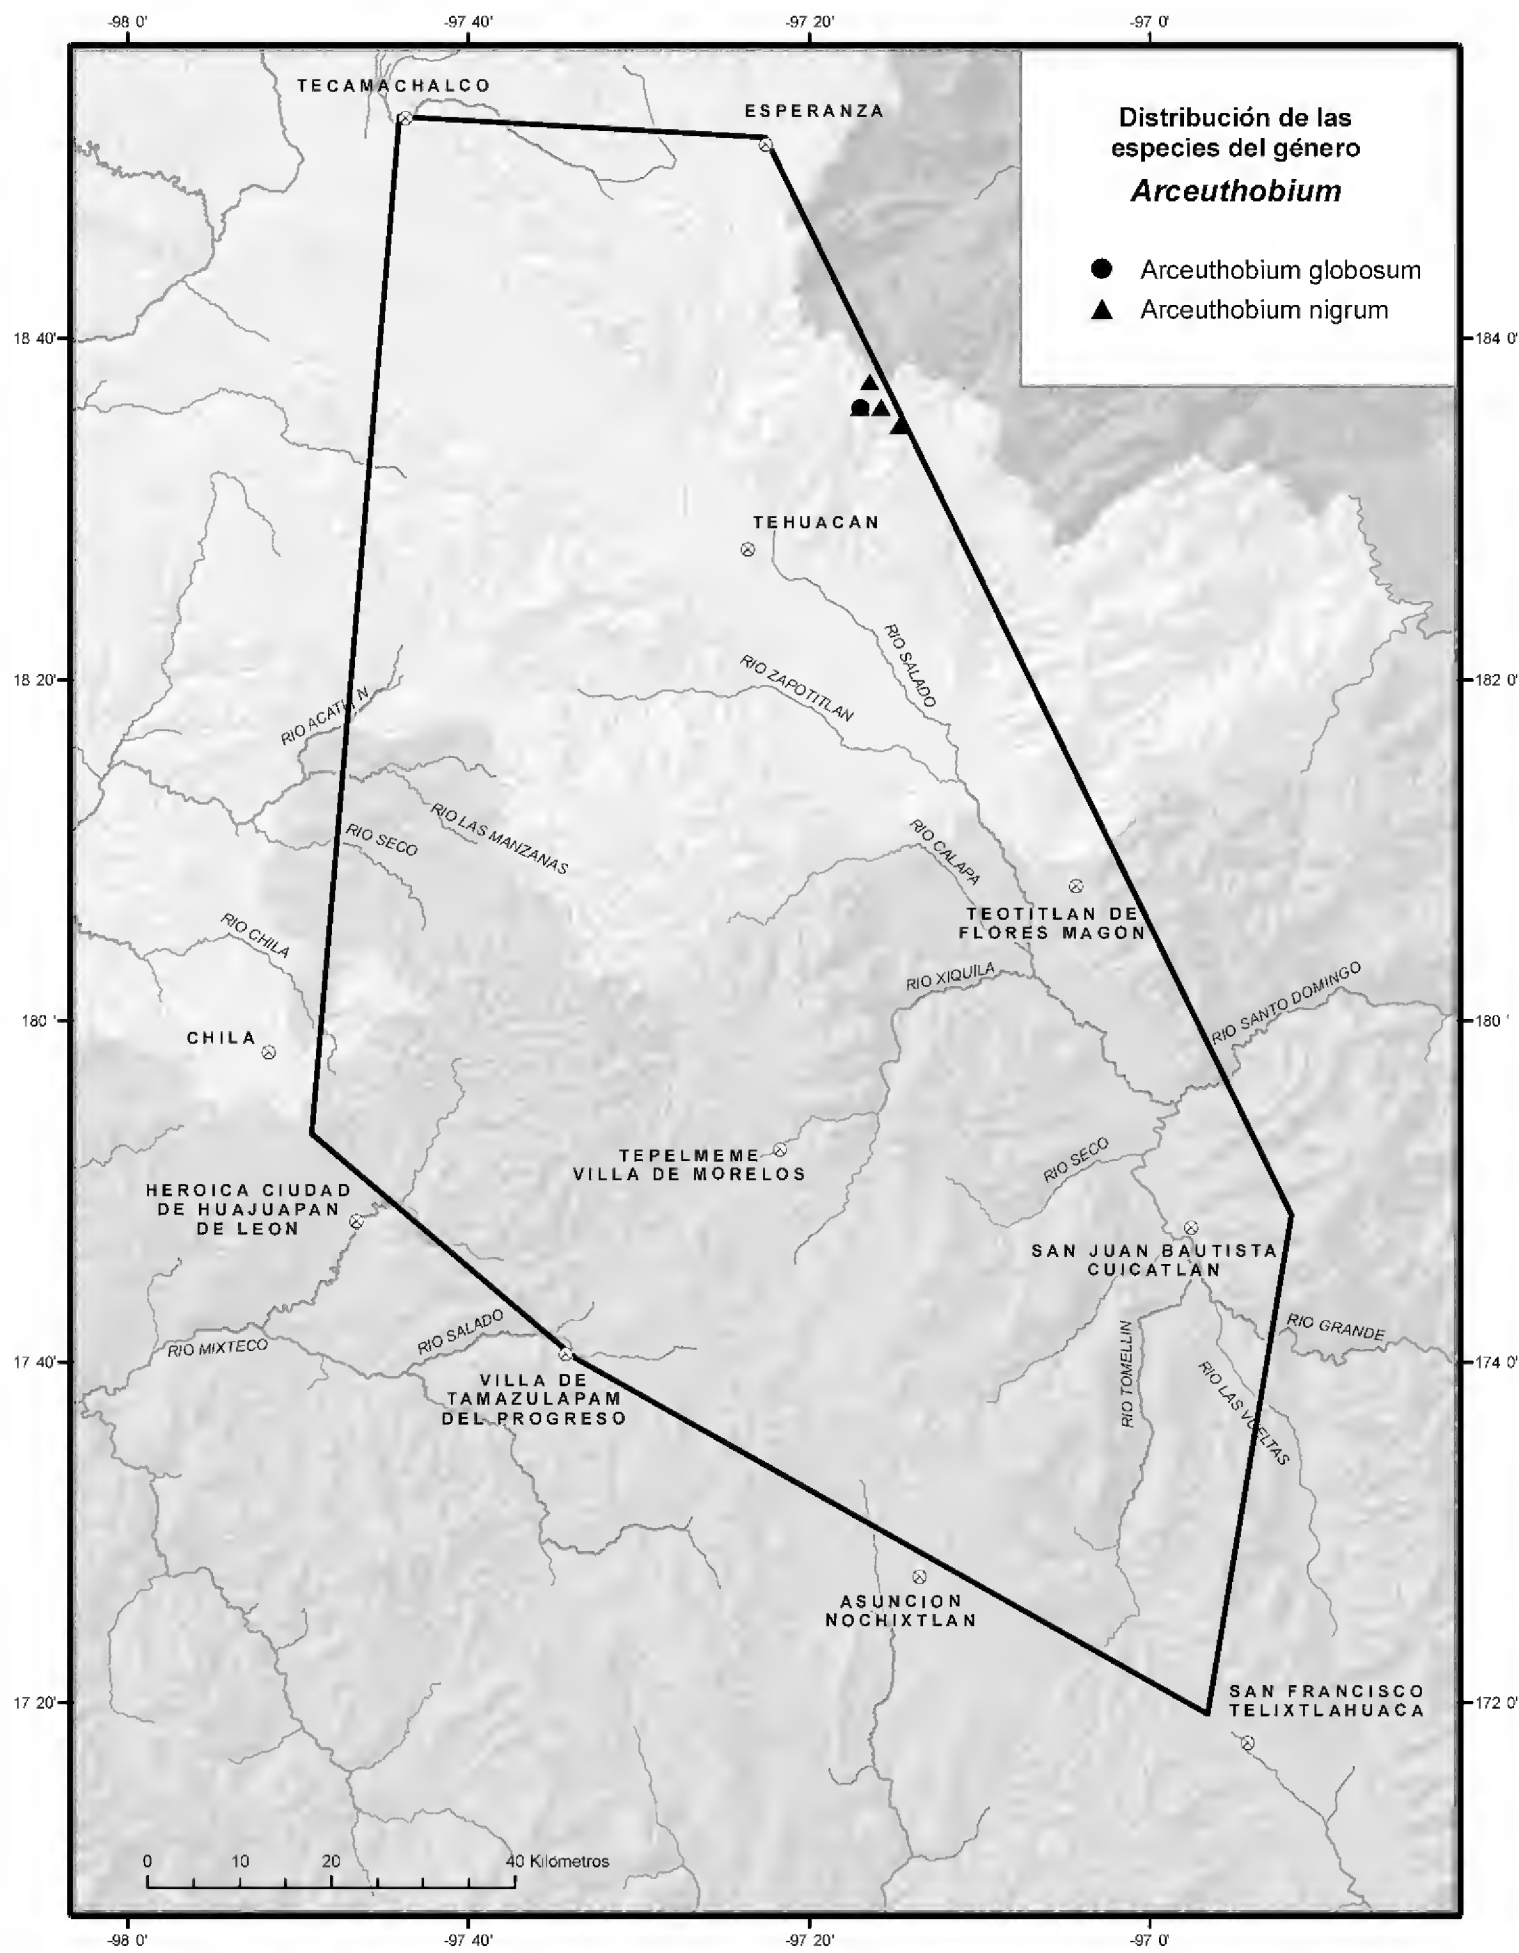 -98 0'
-97 40'
-97 20'
-97 0'
TECAMACHALCO
ESPERANZA
Distribución de las
especies del género
Arceuthobium
Arceuthobium globosum
Arceuthobium nigrum
18 40'
184 0'
TEHUACAN
RIO SALADO
RIO ZAPOTITLAN
18 20'
182 0'
RIO LAS MANZANAS
RIO SECO
RIO CALAPA
TEOTITLAN DE
FLORES MAGON
RIO CHILA
RIO XIQUILA
RIO SANTO DOMINGO
180 '
180 '
CHILA
TEPELMEME
VILLA DE MORELOS
RIO SECO
HEROICA CIUDAD
DE HUAJUAPAN
DE LEON
SAN JUAN BAUTISTA
CUICATLAN
RIO SALADO
RIO MIXTECO
RIO GRANDE
17 40'
174 0'
VILLA DE
TAMAZULAPAM
DEL PROGRESO
RIO TOMELLIN
RIO LAS VUELTAS
ASUNCION
NOCHIXTLAN
17 20'
172 0'
SAN FRANCISCO
TELIXTLAHUACA
0 10 20 40 Kilómetros
-98 0'
-97 40'
-97 20'
-97 0'